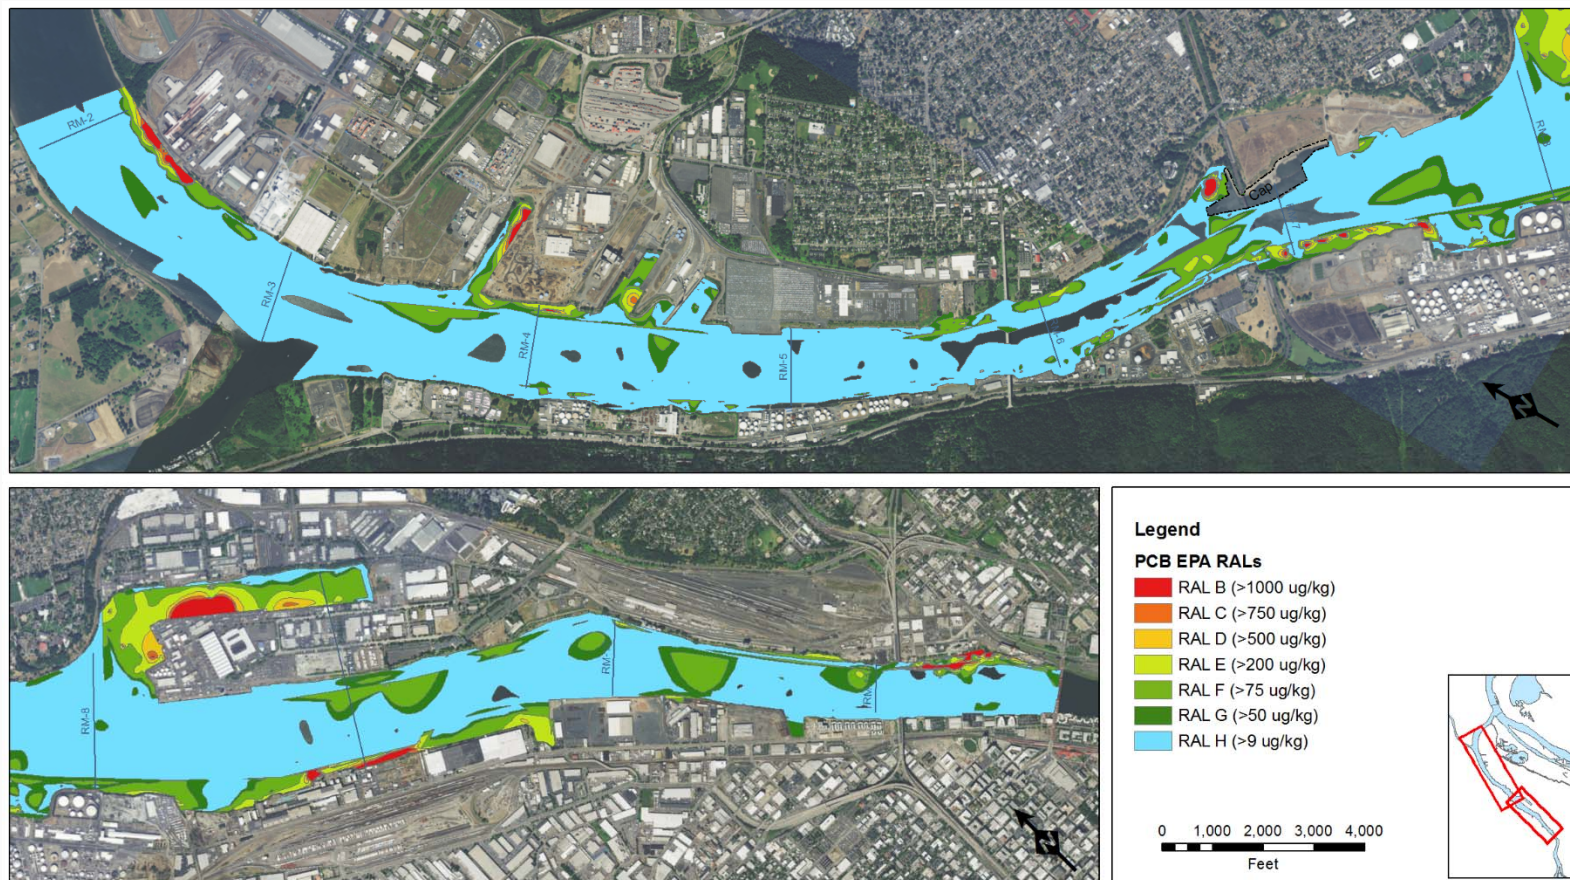 RM-2
RM-3
RM-4
RM-5
Cap
Legend
PCB EPA RALs
RAL B (>1000 ug/kg)
RAL C (>750 ug/kg)
RAL D (>500 ug/kg)
RAL E (>200 ug/kg)
RAL F (>75 ug/kg)
RAL G (>50 ug/kg)
RAL H (>9 ug/kg)
RM-8
N
N
0 1,000 2,000 3,000 4,000
Feet